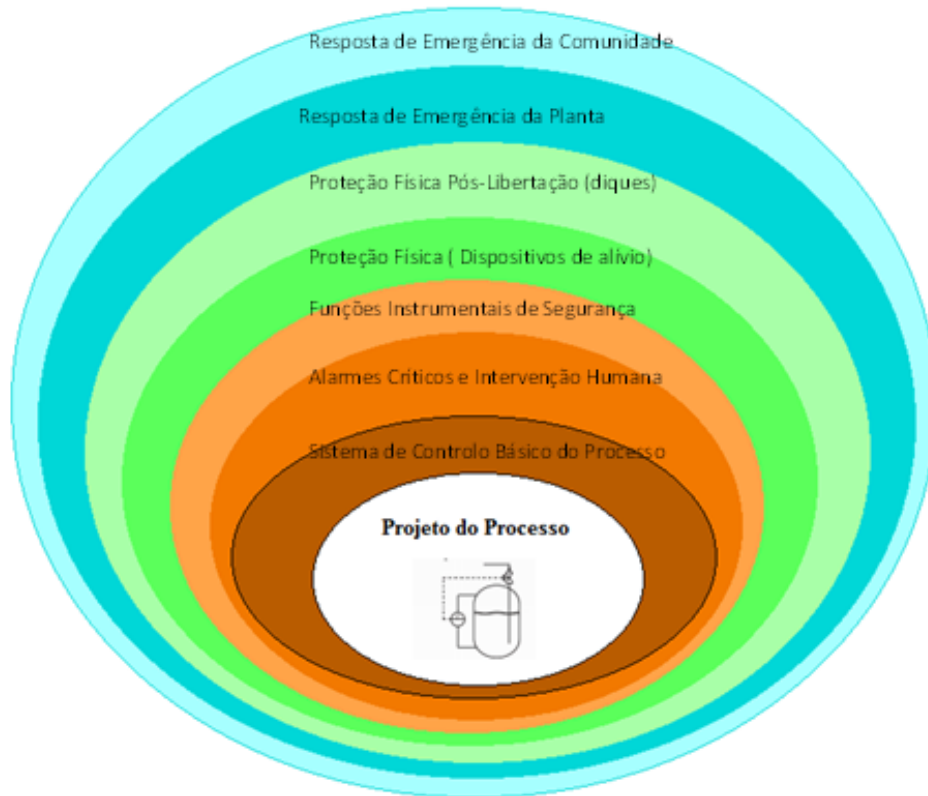 Resposta de Emergência da Comunidade
Resposta de Emergência da Planta
Proteção Física Pós-Libertação (diques)
Proteção Física ( Dispositivos de alívio)
Funções Instrumentais de Segurança
Alarmes Críticos e Intervenção Humana
Sistema de Controlo Básico do Processo
Projeto do Processo